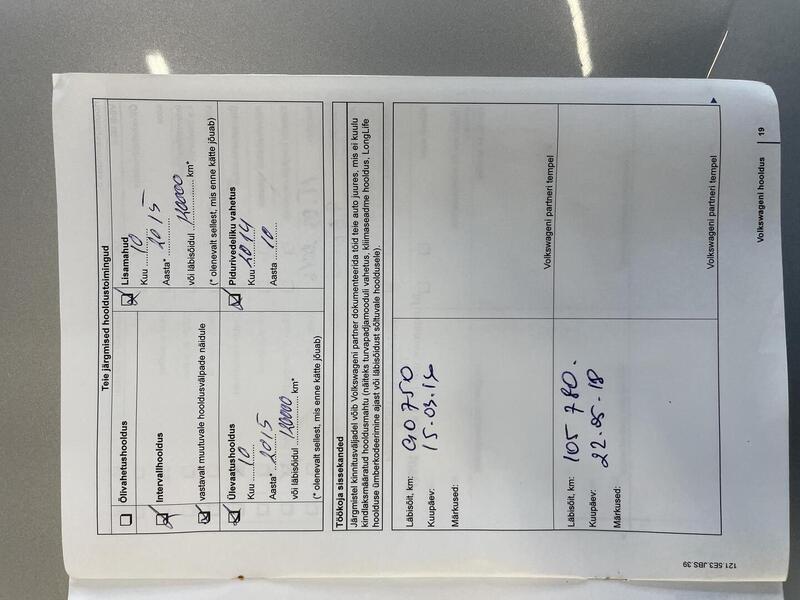 Teie järgmised hooldustoimingud
Õlivahetushooldus
Intervallhooldus
vastavalt muutuvale hooldusvälpade näidule
Ülevaatushooldus
Kuu 10
Aasta* 2015
või läbisõidul 120000 km*
(* olenevalt sellest, mis enne kätte jõuab)
Lisamahud
Kuu 10
Aasta* 2015
või läbisõidul 120000 km*
(* olenevalt sellest, mis enne kätte jõuab)
Pidurivedeliku vahetus
Kuu 2014
Aasta 10
Töökoja sissekanded
Järgmistel kinnitusväljadel võib Volkswageni partner dokumenteerida töid teie auto juures, mis ei kuulu
kindlaksmääratud hooldusmahtu (näiteks turvapadjamooduli vahetus, kliimaseadme hooldus, LongLife
hoolduse ümberkodeerimine ajast või läbisõidust sõltuvale hooldusele).
Läbisõit, km:
Kuupäev: 15-03.
Märkused:
Volkswageni partneri tempel
Läbisõit, km: 105 780.
Kuupäev: 22.05-18
Märkused:
Volkswageni partneri tempel
121.5E3.JBS.39
Volkswageni hooldus | 19